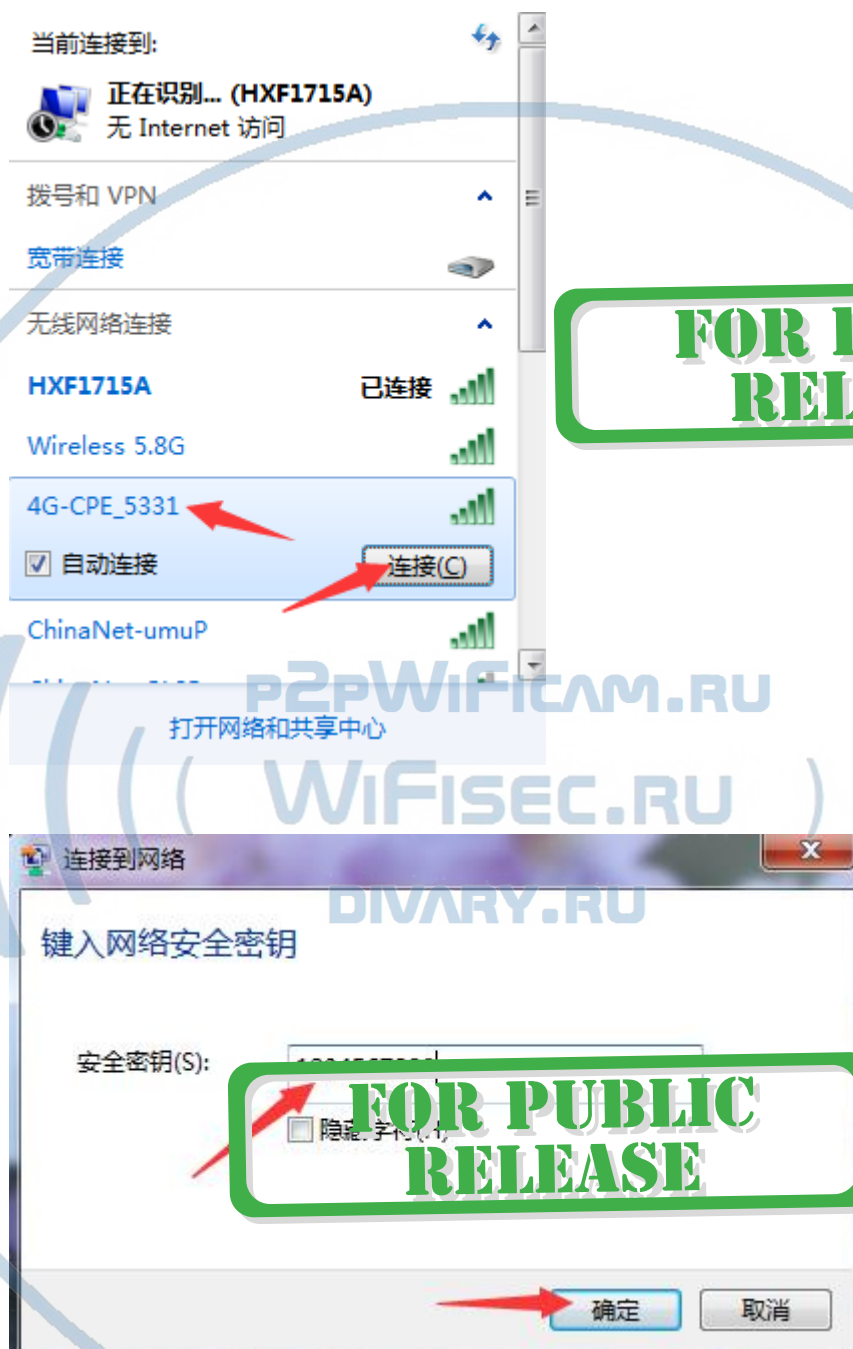 当前连接到:
正在识别... (HXF1715A)
无 Internet 访问
拨号和 VPN
宽带连接
无线网络连接
HXF1715A 已连接
Wireless 5.8G
4G-CPE_5331
自动连接 连接(C)
ChinaNet-umuP
打开网络和共享中心
FOR
P2PWIFICAM.RU
WIFISEC.RU
DIVARY.RU
连接到网络
键入网络安全密钥
安全密钥(S):
隐藏字符(H)
FOR PUBLIC
RELEASE
确定 取消